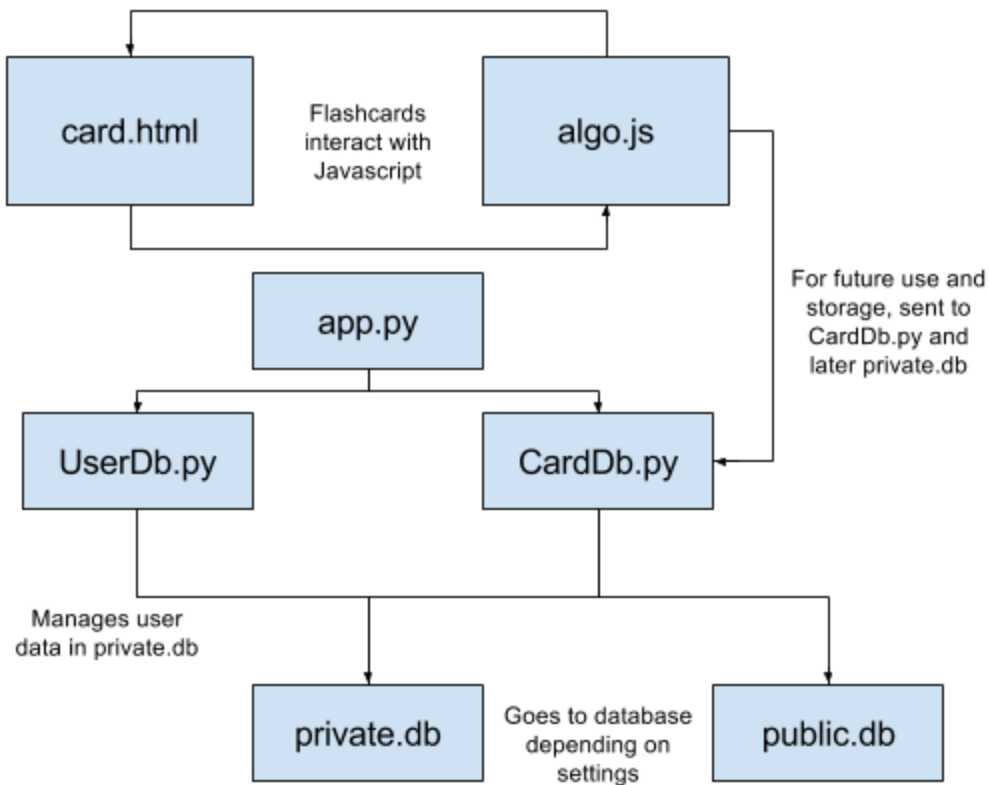 card.html
Flashcards
interact with
Javascript
algo.js
app.py
For future use and
storage, sent to
CardDb.py and
later private.db
UserDb.py
CardDb.py
Manages user
data in private.db
private.db
Goes to database
depending on
settings
public.db